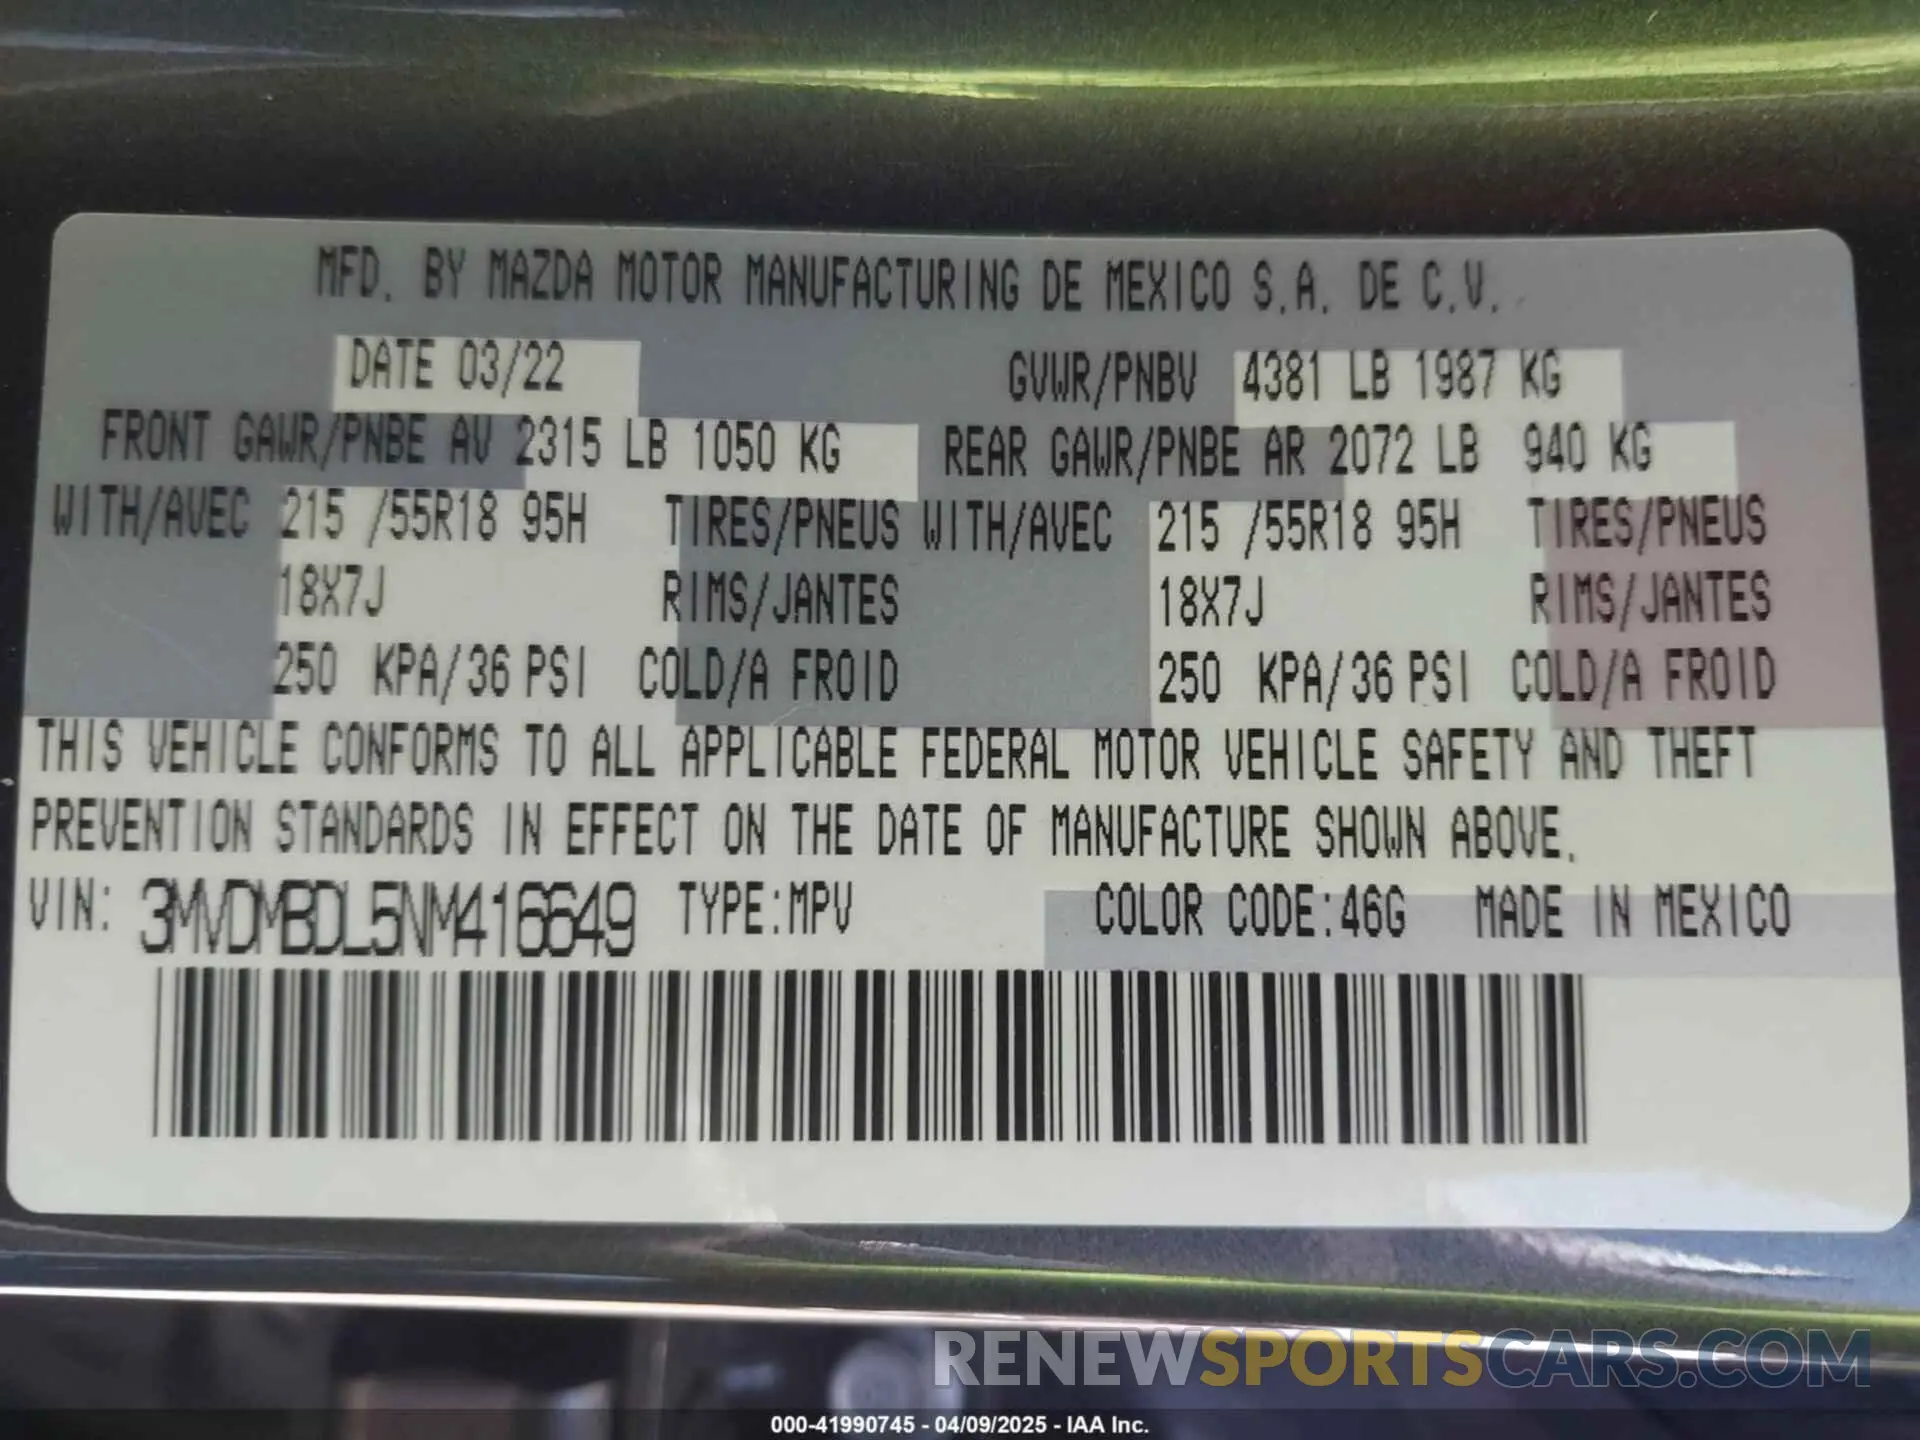 MFD. BY MAZDA MOTOR MANUFACTURING DE MEXICO S.A. DE C.V.
DATE 03/22 GVWR/PNBV 4381 LB 1987 KG
FRONT GAWR/PNBE AV 2315 LB 1050 KG REAR GAWR/PNBE AR 2072 LB 940 KG
WITH/AVEC 215 /55R18 95H TIRES/PNEUS WITH/AVEC 215 /55R18 95H TIRES/PNEUS
18X7J RIMS/JANTES 18X7J RIMS/JANTES
250 KPA/36 PSI COLD/A FROID 250 KPA/36 PSI COLD/A FROID
THIS VEHICLE CONFORMS TO ALL APPLICABLE FEDERAL MOTOR VEHICLE SAFETY AND THEFT
PREVENTION STANDARDS IN EFFECT ON THE DATE OF MANUFACTURE SHOWN ABOVE.
VIN: 3MVDMBDL5NM416649 TYPE:MPV COLOR CODE:46G MADE IN MEXICO
RENEWSPORTSCARS.COM
000-41990745 - 04/09/2025 - IAA Inc.